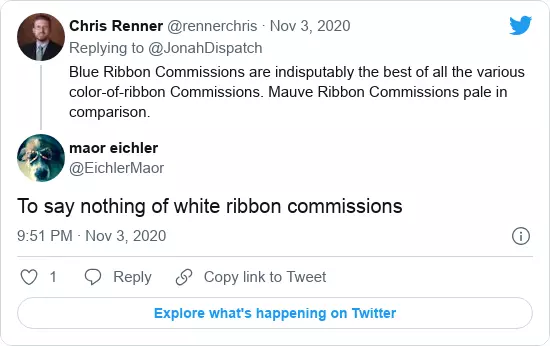 Chris Renner @rennerchris · Nov 3, 2020
Replying to @JonahDispatch
Blue Ribbon Commissions are indisputably the best of all the various
color-of-ribbon Commissions. Mauve Ribbon Commissions pale in
comparison.
maor eichler
@EichlerMaor
To say nothing of white ribbon commissions
9:51 PM · Nov 3, 2020
1 Reply Copy link to Tweet
Explore what's happening on Twitter